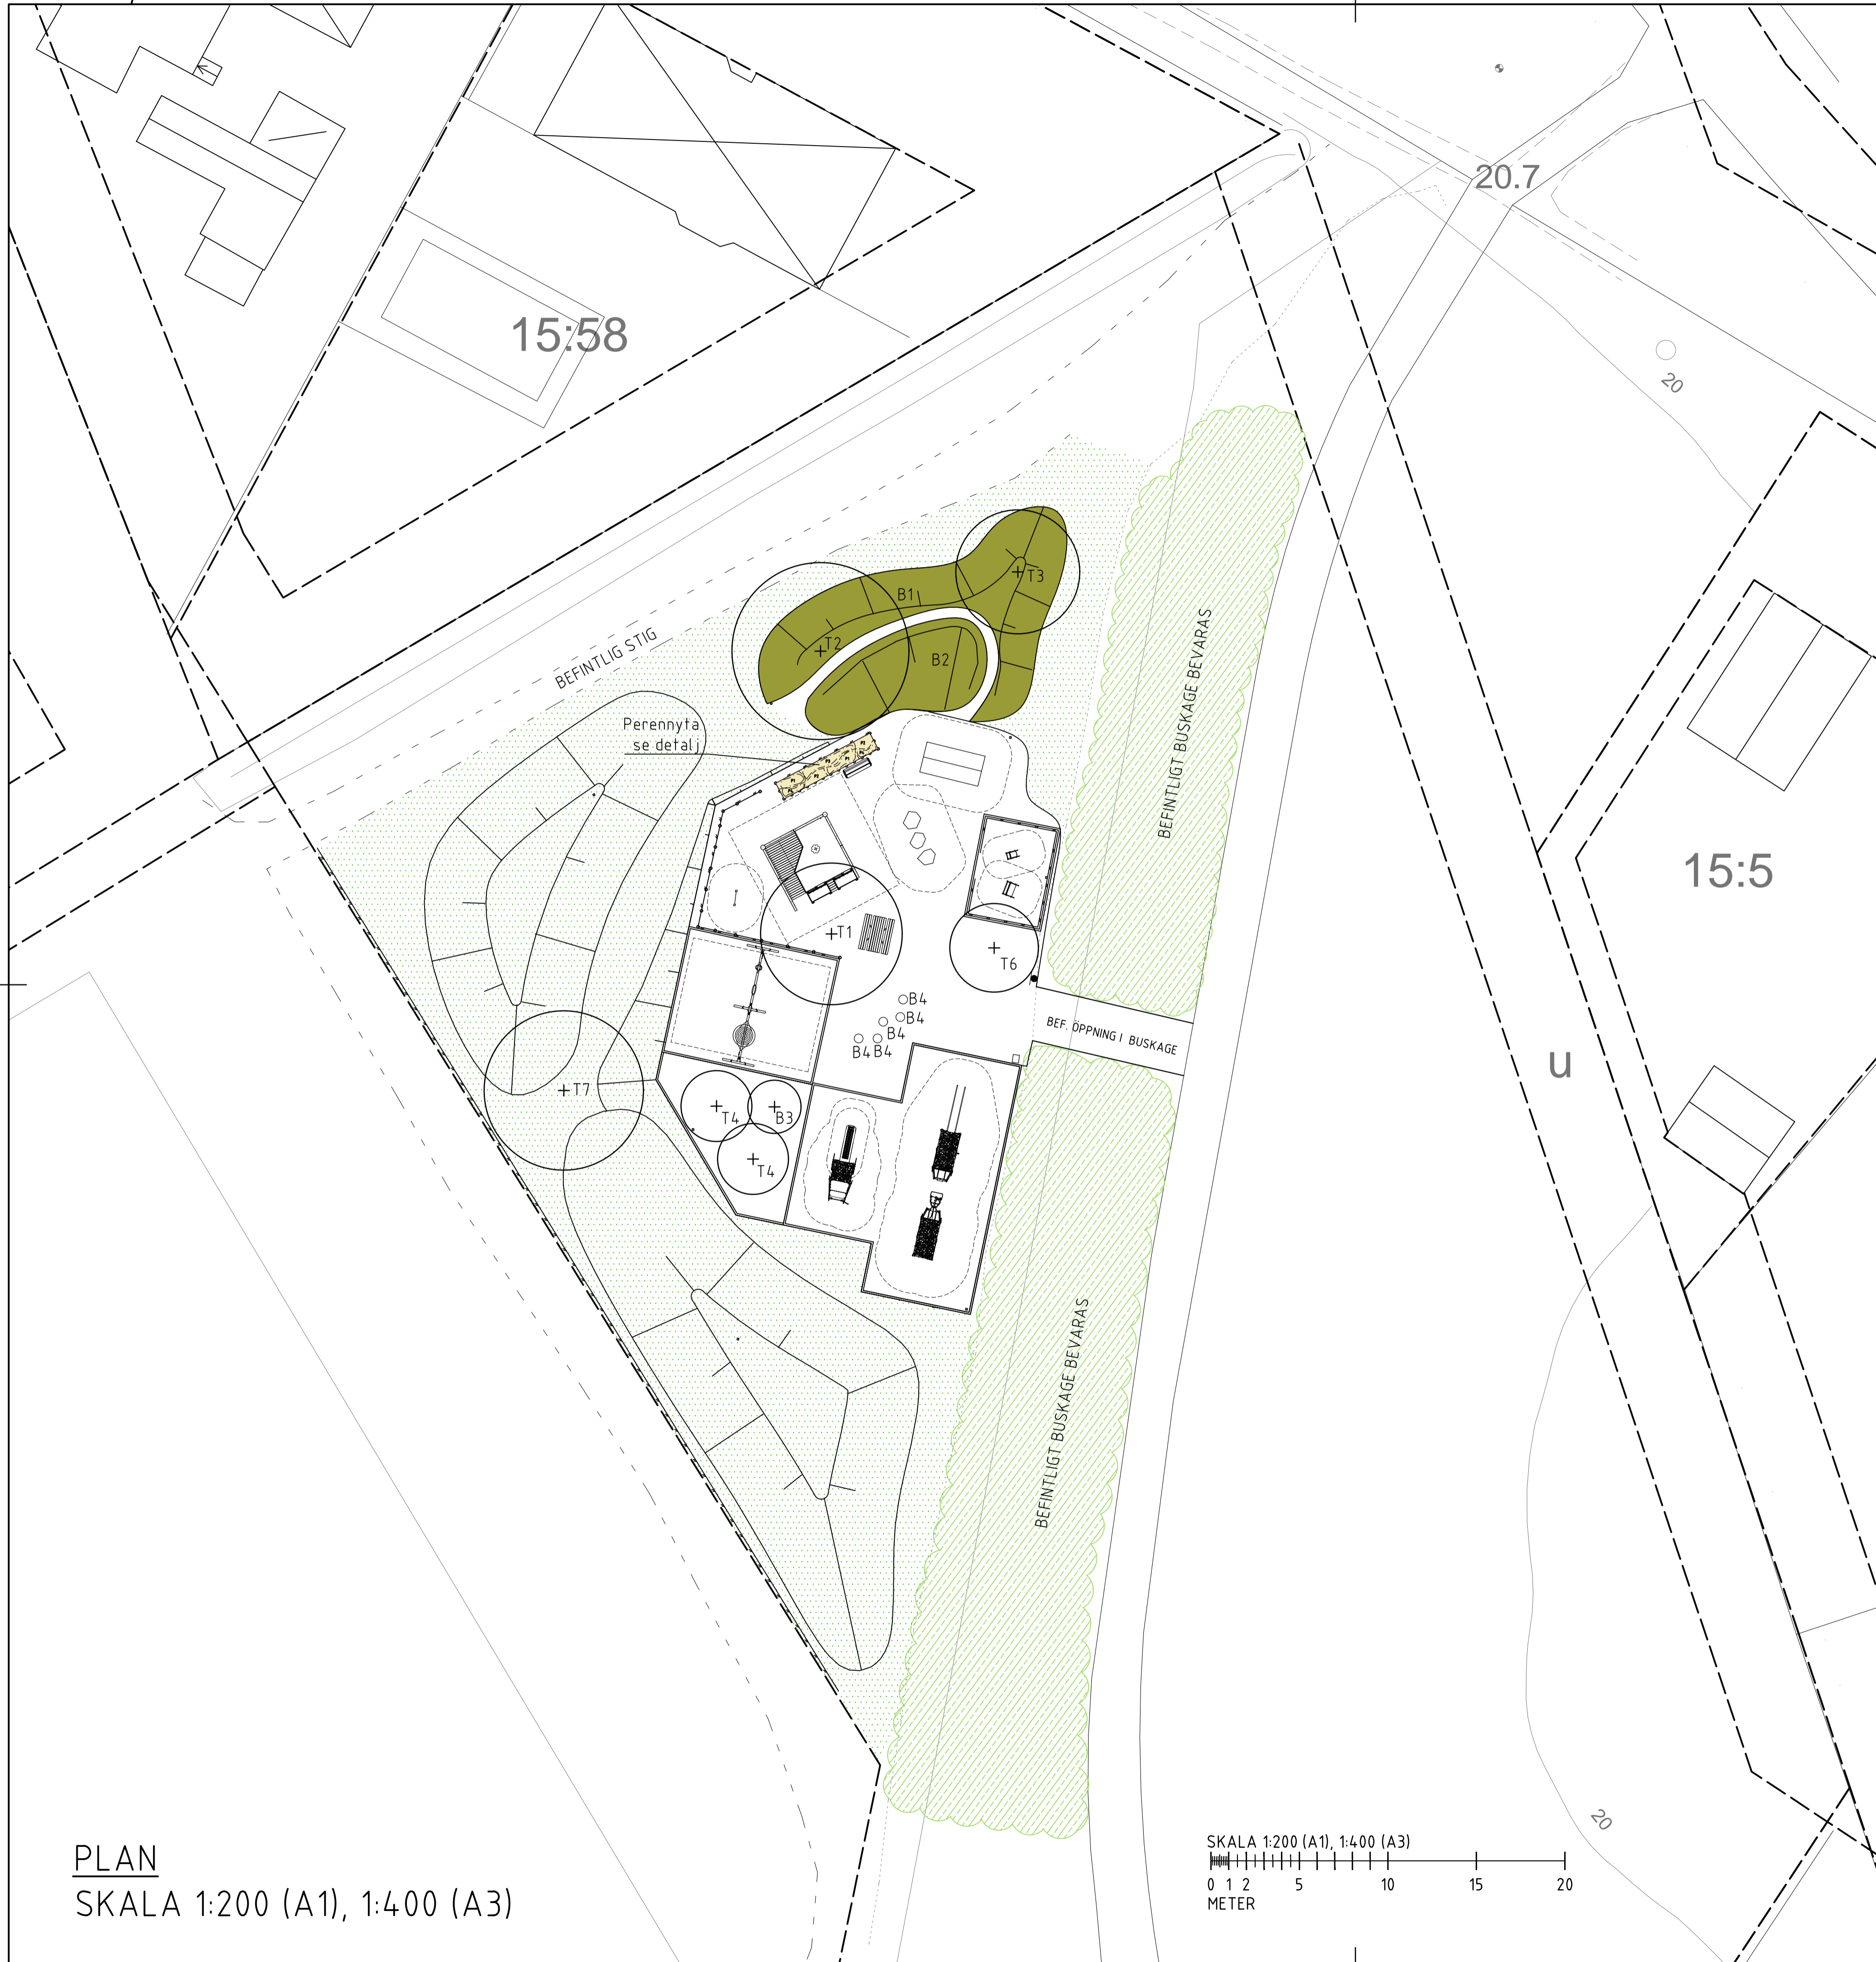 20.7
15:58
20
T3
B1
BEFINTLIG STIG
T2
B2
BEFINTLIGT BUSKAGE BEVARAS
Perennyta
se detalj
15:5
T1
T6
B4
B4
B4
B4 B4
BEF. ÖPPNING I BUSKAGE
u
T7
T4
B3
T4
BEFINTLIGT BUSKAGE BEVARAS
20
PLAN
SKALA 1:200 (A1), 1:400 (A3)
SKALA 1:200 (A1), 1:400 (A3)
0 1 2 5 10 15 20
METER